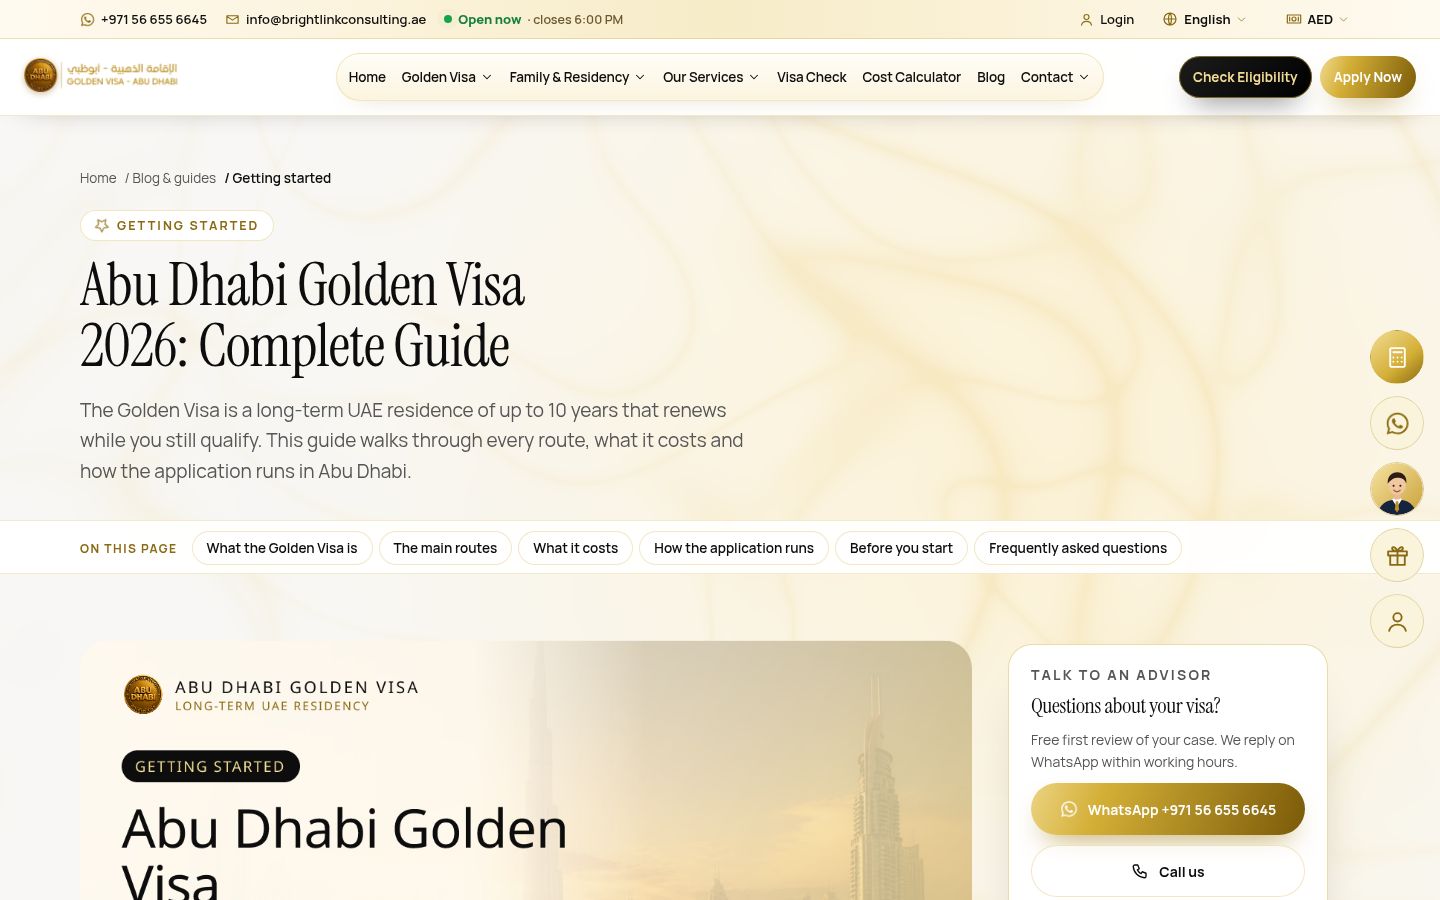 +971 56 655 6645
info@brightlinkconsulting.ae
Open now · closes 6:00 PM
Login
English
AED
ABU DHABI
الإقامة الذهبية - ابوظبي
GOLDEN VISA - ABU DHABI
Home
Golden Visa
Family & Residency
Our Services
Visa Check
Cost Calculator
Blog
Contact
Check Eligibility
Apply Now
Home / Blog & guides / Getting started
GETTING STARTED
Abu Dhabi Golden Visa
2026: Complete Guide
The Golden Visa is a long-term UAE residence of up to 10 years that renews
while you still qualify. This guide walks through every route, what it costs and
how the application runs in Abu Dhabi.
ON THIS PAGE
What the Golden Visa is
The main routes
What it costs
How the application runs
Before you start
Frequently asked questions
ABU DHABI
ABU DHABI GOLDEN VISA
LONG-TERM UAE RESIDENCY
GETTING STARTED
Abu Dhabi Golden
Visa
TALK TO AN ADVISOR
Questions about your visa?
Free first review of your case. We reply on
WhatsApp within working hours.
WhatsApp +971 56 655 6645
Call us